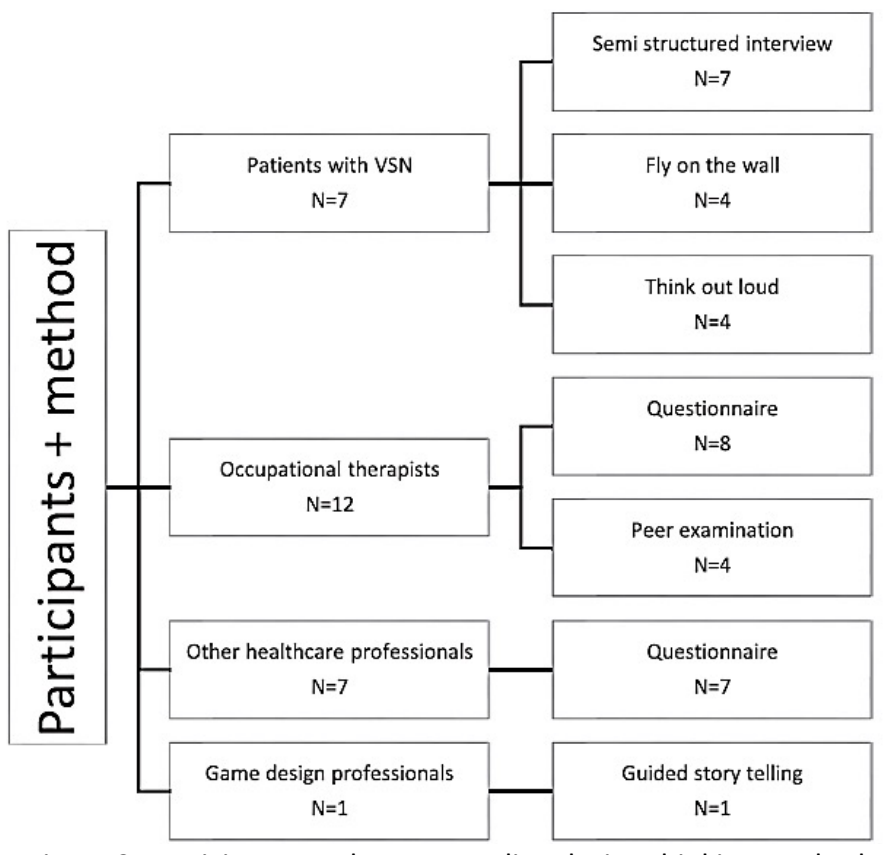 Participants + method
Patients with VSN
N=7
Semi structured interview
N=7
Fly on the wall
N=4
Think out loud
N=4
Occupational therapists
N=12
Questionnaire
N=8
Peer examination
N=4
Other healthcare professionals
N=7
Questionnaire
N=7
Game design professionals
N=1
Guided story telling
N=1